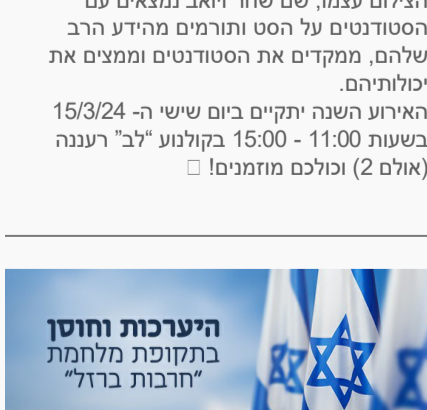 הצילום עצמו, שם שחר ויואב נמצאים עם
הסטודנטים על הסט ותורמים מהידע הרב
שלהם, ממקדים את הסטודנטים וממצים את
יכולותיהם.
האירוע השנה יתקיים ביום שישי ה- 15/3/24
בשעות 11:00 - 15:00 בקולנוע “לב” רעננה
(אולם 2) וכולכם מוזמנים!
היערכות וחוסן
בתקופת מלחמת
“חרבות ברזל”